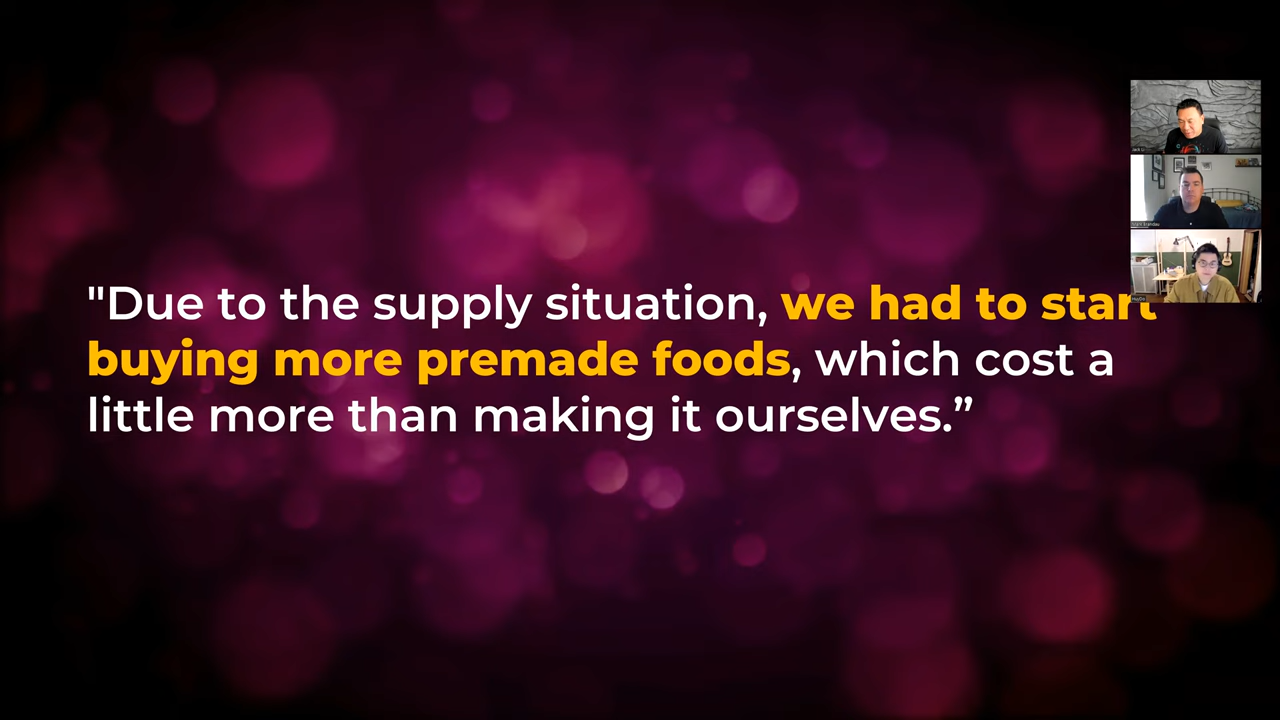 "Due to the supply situation, we had to start
buying more premade foods, which cost a
little more than making it ourselves.”